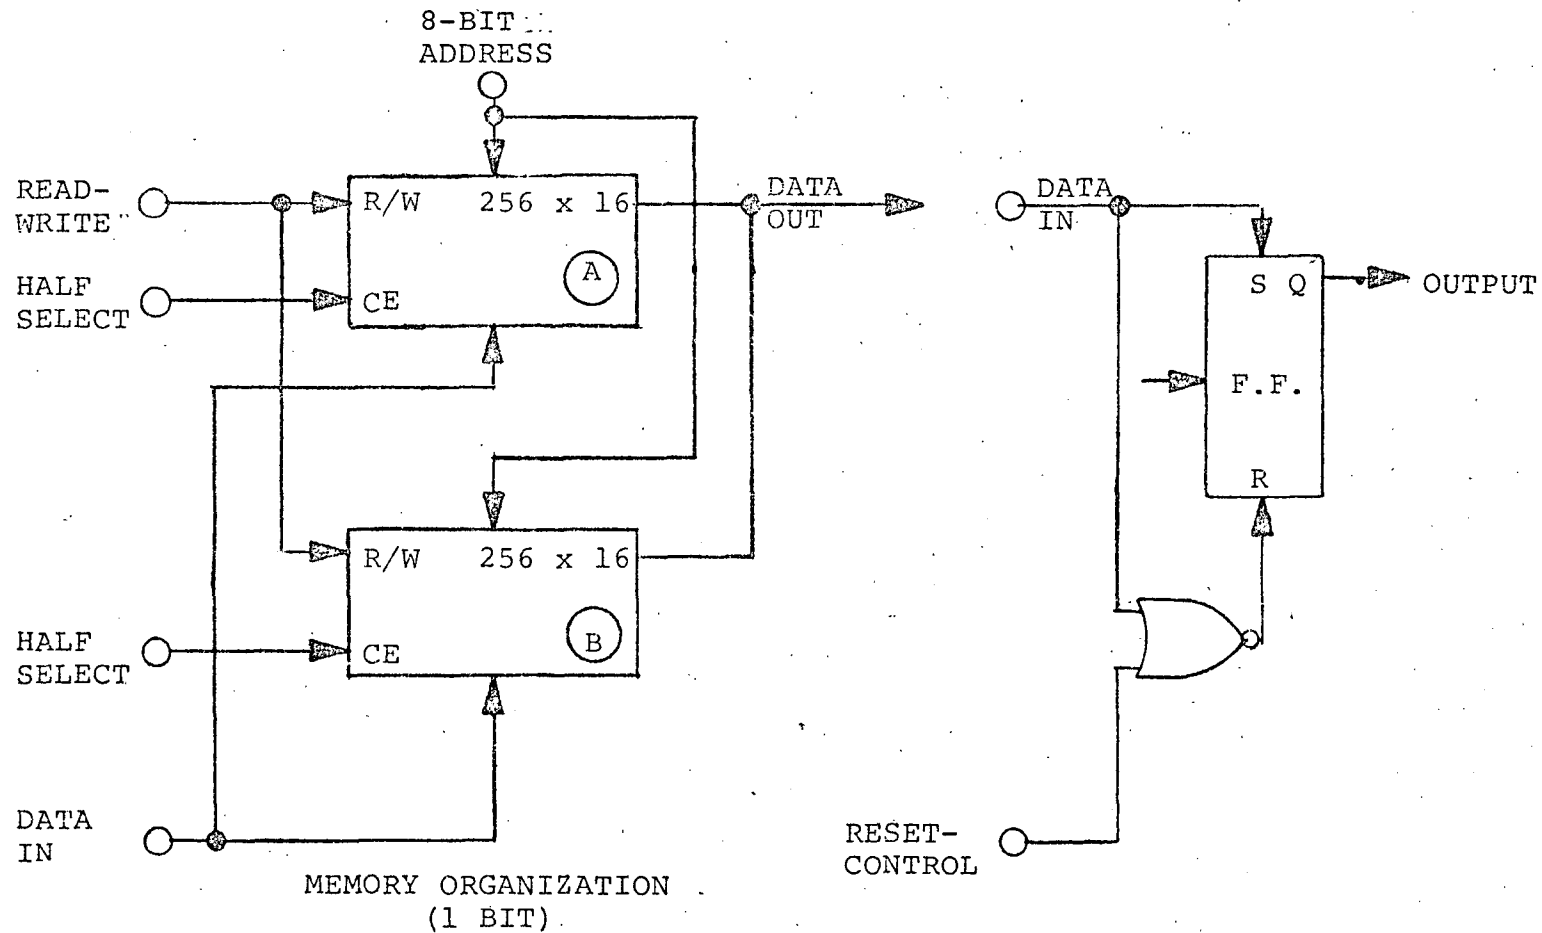 8-BIT
ADDRESS
READ-
WRITE
R/W 256 x 16
A
HALF
SELECT
CE
DATA
OUT
R/W 256 x 16
B
HALF
SELECT
CE
DATA
IN
MEMORY ORGANIZATION
(1 BIT)
DATA
IN
S Q
OUTPUT
F.F.
R
RESET-
CONTROL